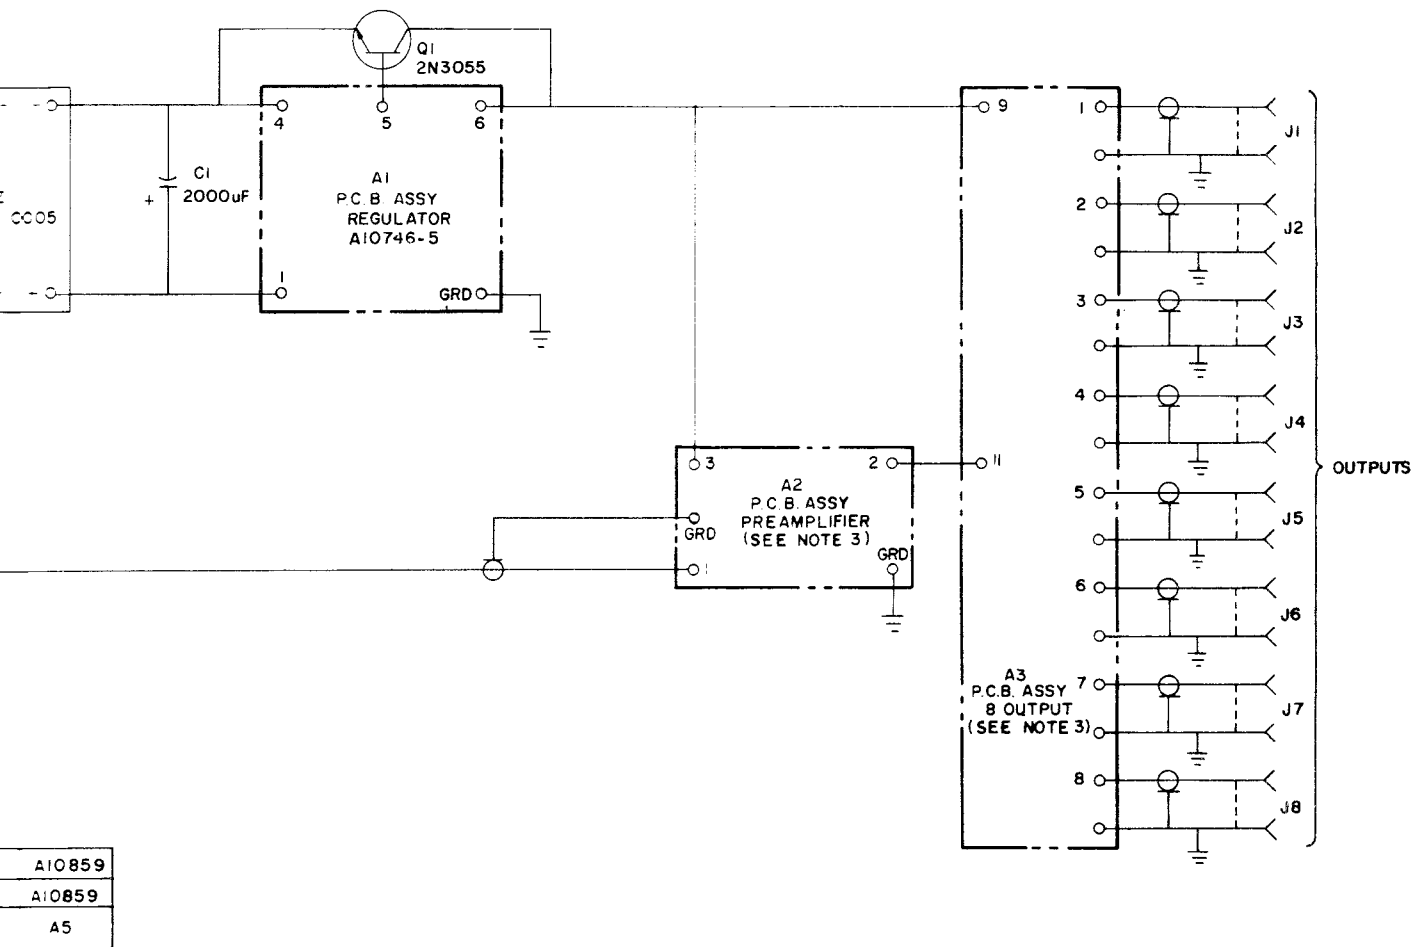 Q1
2N3055
4
5
6
9
1
J1
C1
+
2000uF
A1
P.C.B. ASSY
REGULATOR
A10746-5
CC05
2
J2
1
GRD
3
J3
4
J4
3
2
11
A2
P.C.B. ASSY
PREAMPLIFIER
(SEE NOTE 3)
GRD
GRD
1
OUTPUTS
5
J5
6
J6
A3
P.C.B. ASSY
8 OUTPUT
(SEE NOTE 3)
7
J7
8
J8
A10859
A10859
A5